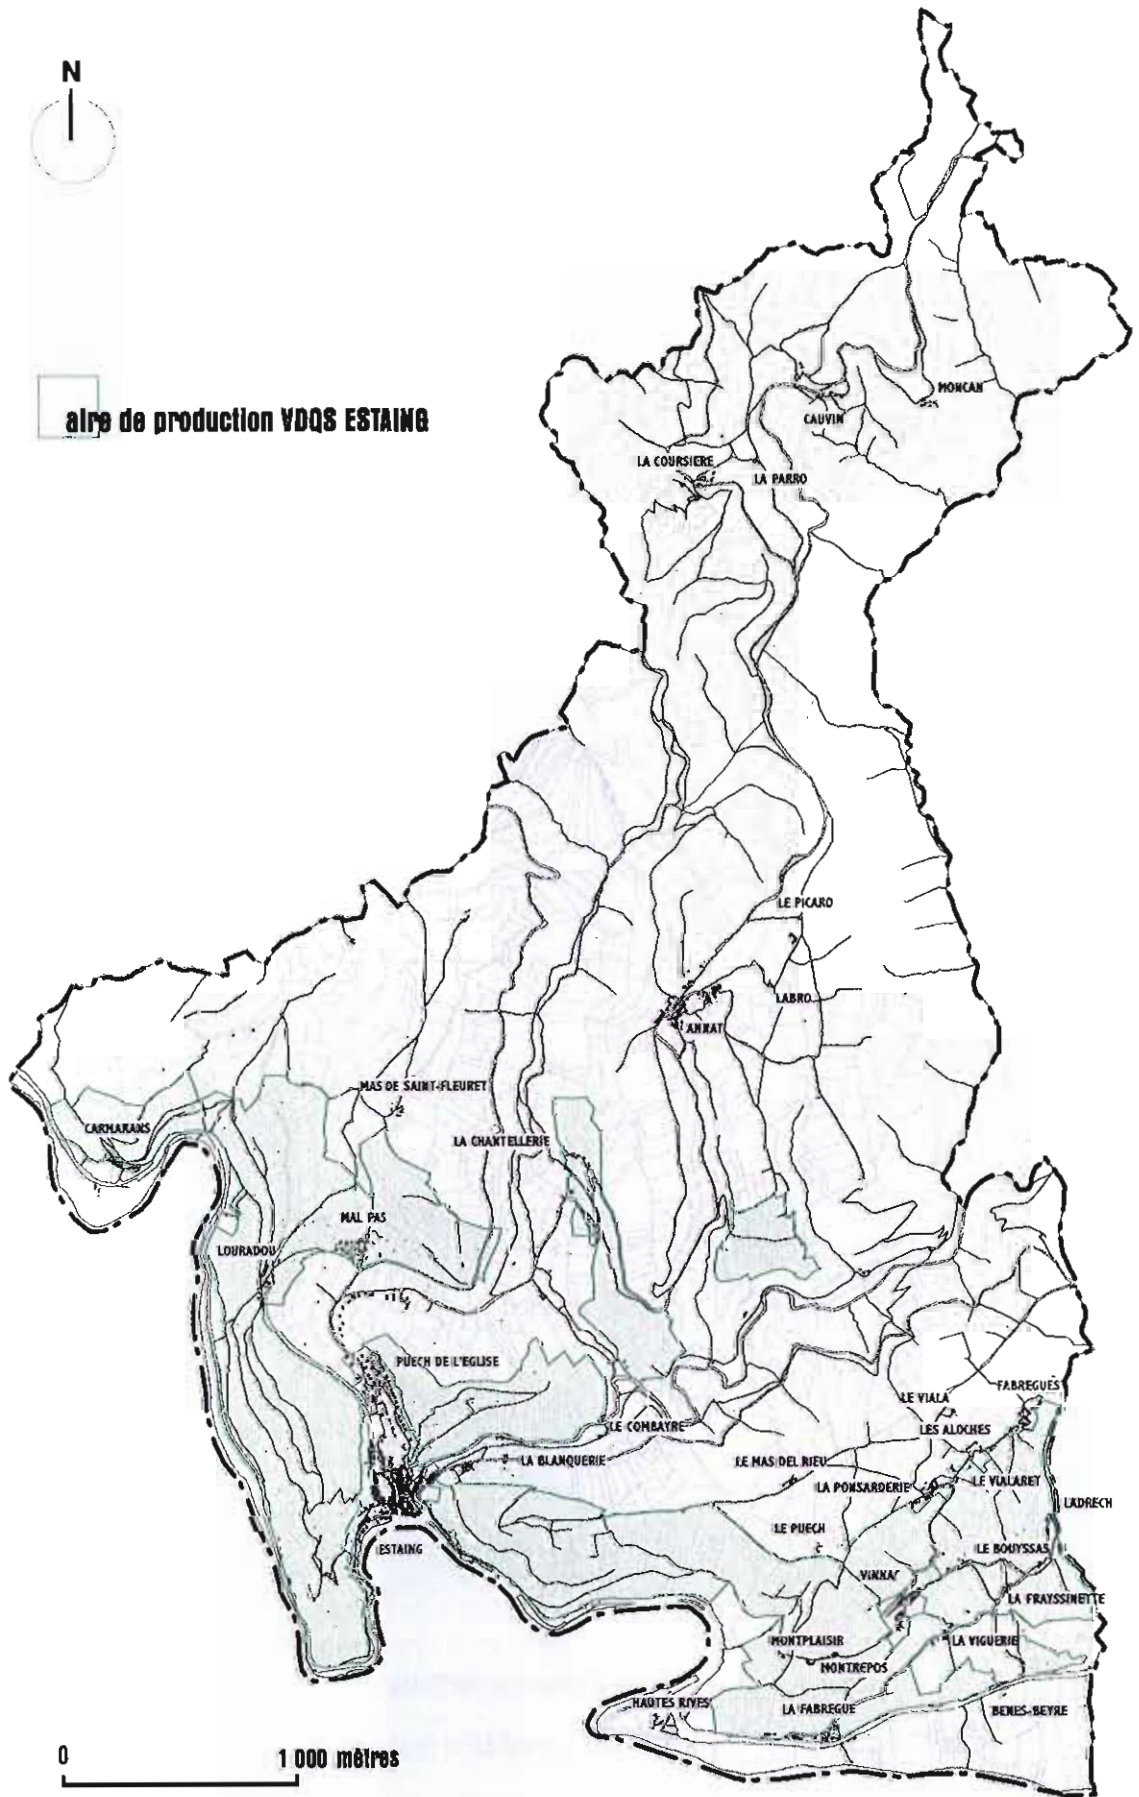 N
aire de production VDQS ESTAING
MONCAN
CAUVIN
LA COURSIERE
LA PARRO
LE PICARO
LABRO
ANNAT
MAS DE SAINT-FLEURET
CARMARANS
LA CHANTELLERIE
MAL PAS
LOURADOU
PUECH DE L'EGLISE
FABREGUES
LE VIALA
LES ALOCHES
LE COMBAYRE
LA BLANQUERIE
LE MAS DEL RIEU
LA PONSARDERIE
LE VIALARET
LADRECH
LE PUECH
ESTAING
LE BOUYSSAS
VINNAC
LA FRAYSSINETTE
MONTPLAISIR
LA VIGUERIE
MONTREPOS
HAUTES RIVES
LA FABREGUE
BENES-BEYRE
0
1 000 mètres